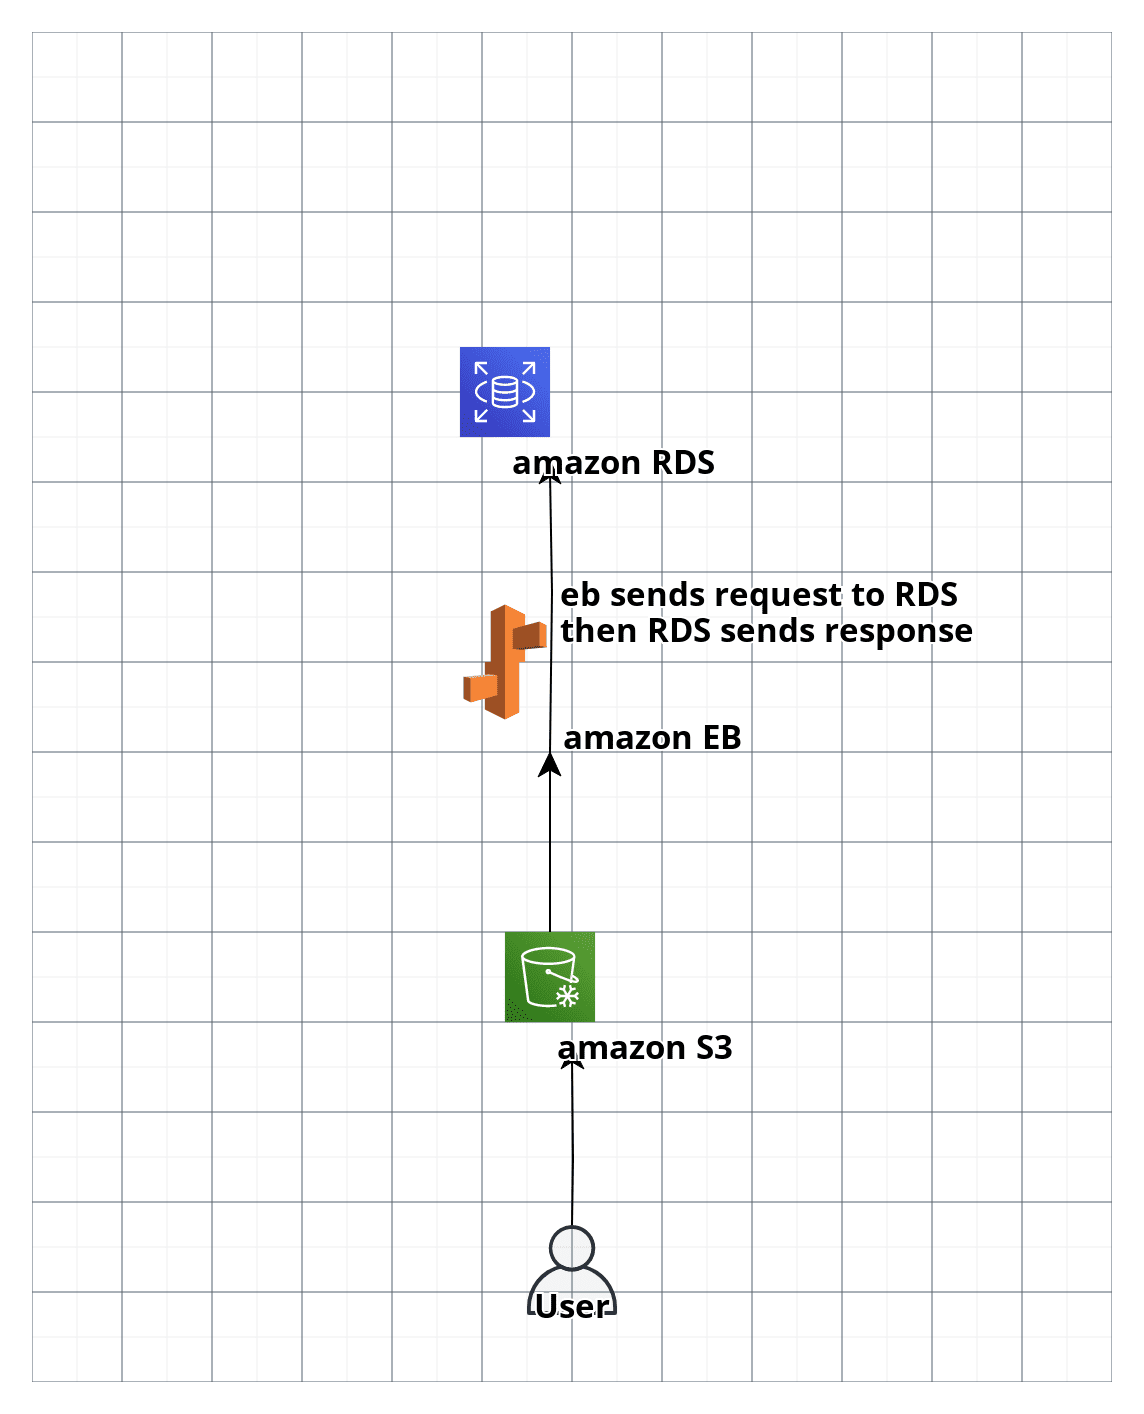 amazon RDS
eb sends request to RDS
then RDS sends response
amazon EB
amazon S3
User